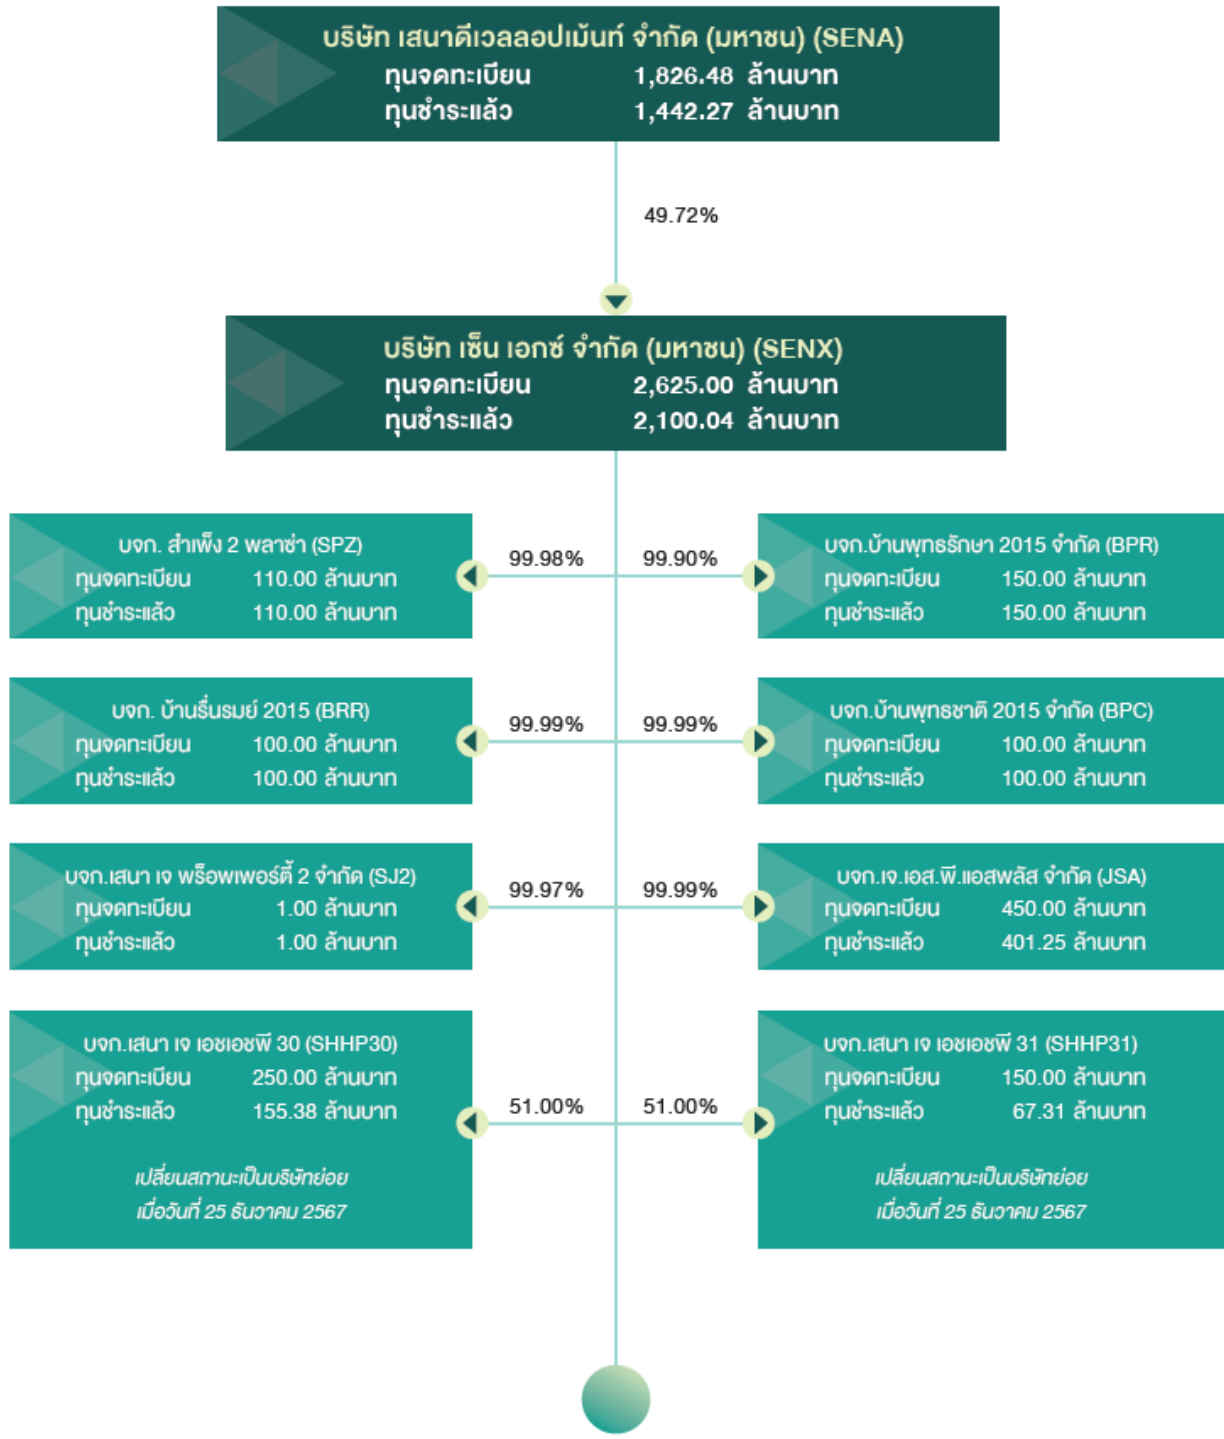 บริษัท เสนาดีเวลลอปเม้นท์ จำกัด (มหาชน) (SENA)
ทุนจดทะเบียน 1,826.48 ล้านบาท
ทุนชำระแล้ว 1,442.27 ล้านบาท
49.72%
บริษัท เซ็น เอกซ์ จำกัด (มหาชน) (SENX)
ทุนจดทะเบียน 2,625.00 ล้านบาท
ทุนชำระแล้ว 2,100.04 ล้านบาท
บจก. สำเพ็ง 2 พลาซ่า (SPZ)
ทุนจดทะเบียน 110.00 ล้านบาท
ทุนชำระแล้ว 110.00 ล้านบาท
99.98%
99.90%
บจก.บ้านพุทธรักษา 2015 จำกัด (BPR)
ทุนจดทะเบียน 150.00 ล้านบาท
ทุนชำระแล้ว 150.00 ล้านบาท
บจก. บ้านรื่นรมย์ 2015 (BRR)
ทุนจดทะเบียน 100.00 ล้านบาท
ทุนชำระแล้ว 100.00 ล้านบาท
99.99%
99.99%
บจก.บ้านพุทธชาติ 2015 จำกัด (BPC)
ทุนจดทะเบียน 100.00 ล้านบาท
ทุนชำระแล้ว 100.00 ล้านบาท
บจก.เสนา เจ พร็อพเพอร์ตี้ 2 จำกัด (SJ2)
ทุนจดทะเบียน 1.00 ล้านบาท
ทุนชำระแล้ว 1.00 ล้านบาท
99.97%
99.99%
บจก.เจ.เอส.พี.แอสพลัส จำกัด (JSA)
ทุนจดทะเบียน 450.00 ล้านบาท
ทุนชำระแล้ว 401.25 ล้านบาท
บจก.เสนา เจ เอชเอชพี 30 (SHHP30)
ทุนจดทะเบียน 250.00 ล้านบาท
ทุนชำระแล้ว 155.38 ล้านบาท
เปลี่ยนสถานะเป็นบริษัทย่อย
เมื่อวันที่ 25 ธันวาคม 2567
51.00%
51.00%
บจก.เสนา เจ เอชเอชพี 31 (SHHP31)
ทุนจดทะเบียน 150.00 ล้านบาท
ทุนชำระแล้ว 67.31 ล้านบาท
เปลี่ยนสถานะเป็นบริษัทย่อย
เมื่อวันที่ 25 ธันวาคม 2567